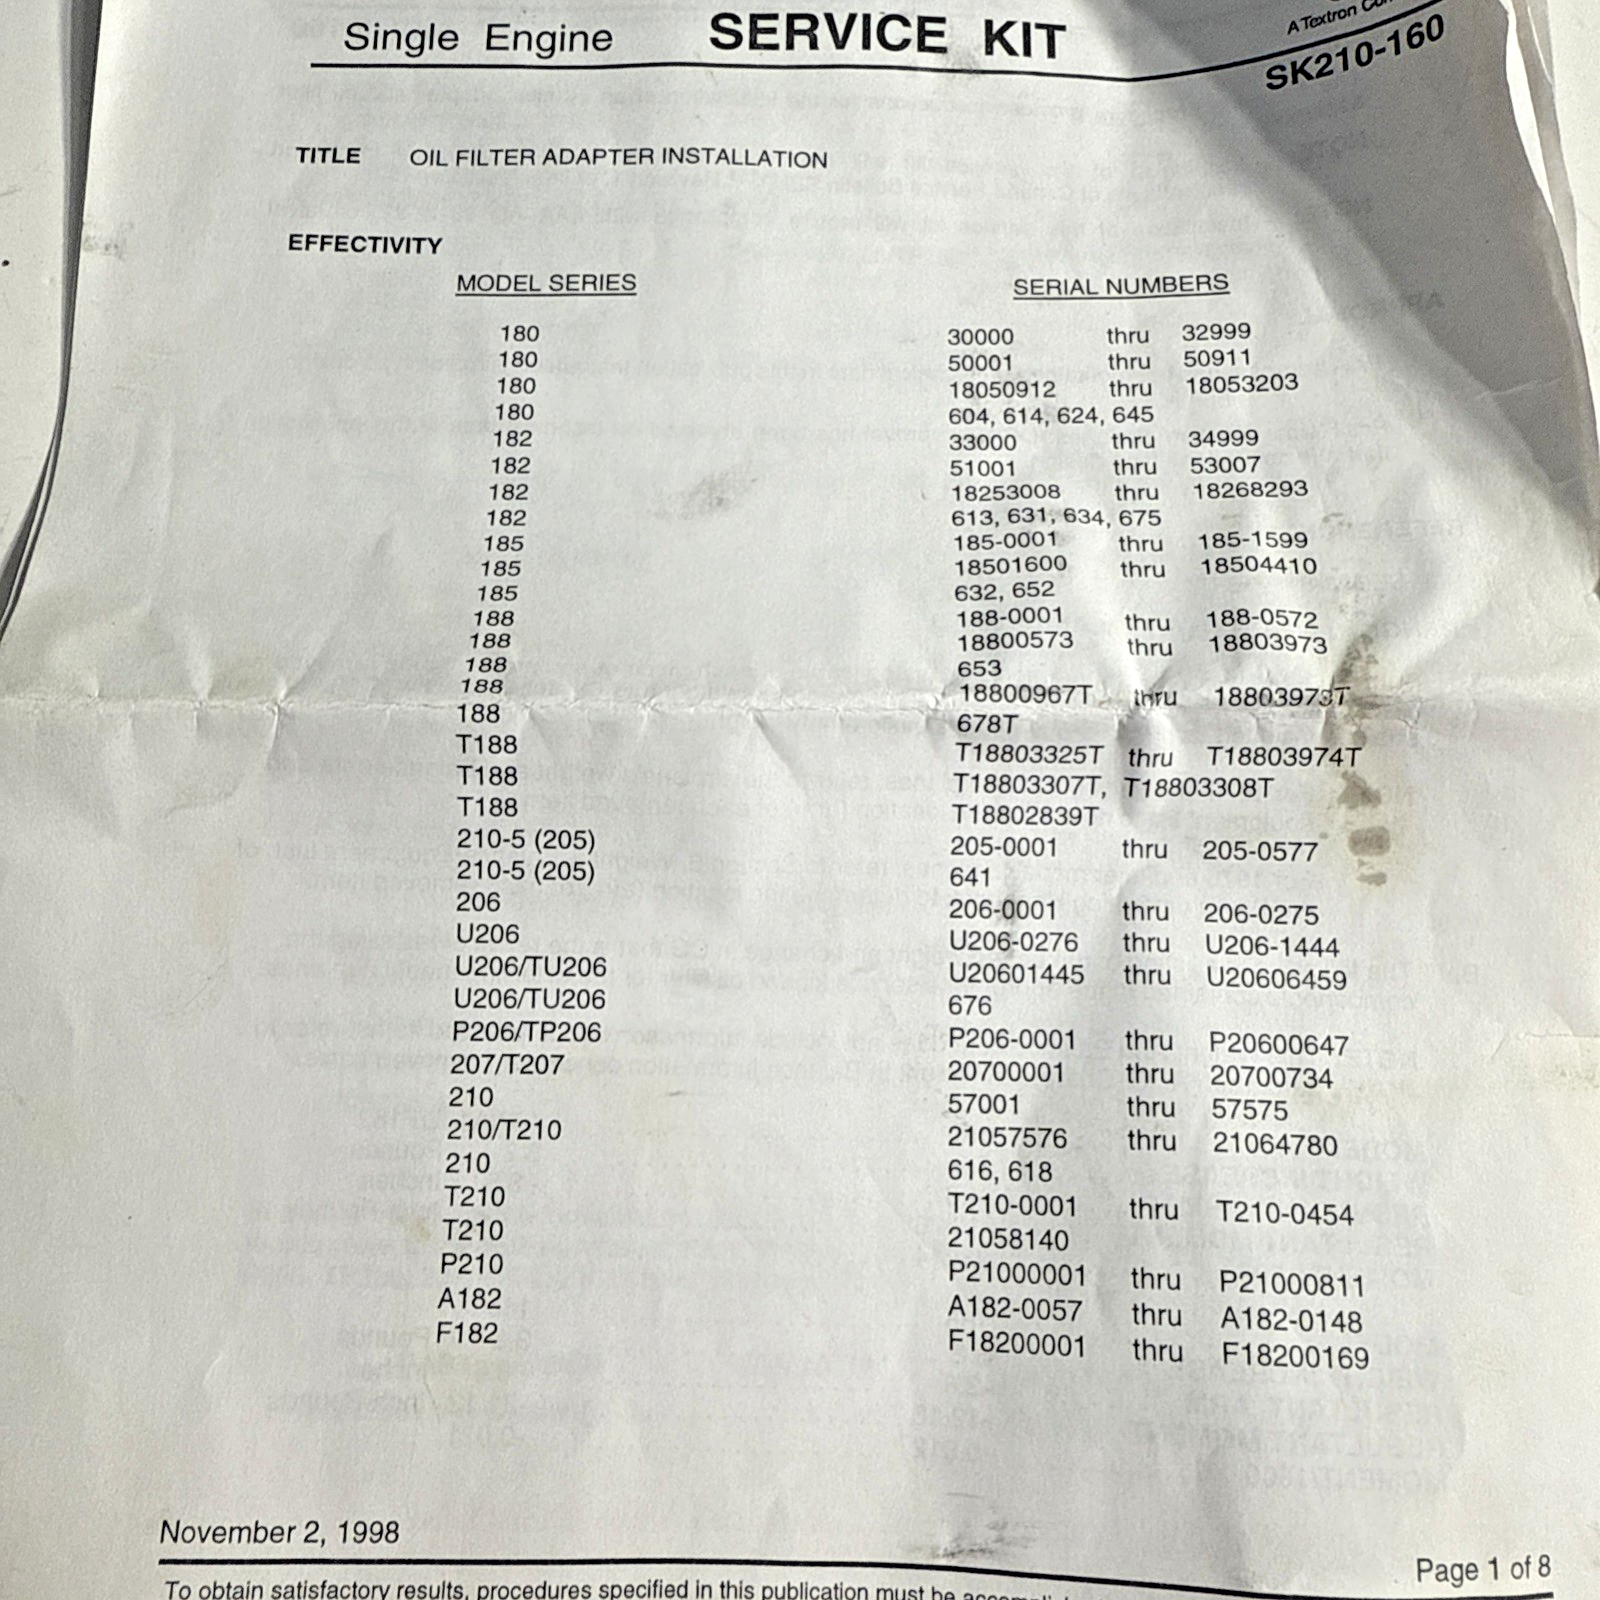 Single Engine SERVICE KIT
A Textron
SK210-160
TITLE OIL FILTER ADAPTER INSTALLATION
EFFECTIVITY
MODEL SERIES SERIAL NUMBERS
180 30000 thru 32999
180 50001 thru 50911
180 18050912 thru 18053203
180 604, 614, 624, 645
182 33000 thru 34999
182 51001 thru 53007
182 18253008 thru 18268293
182 613, 631, 634, 675
185 185-0001 thru 185-1599
185 18501600 thru 18504410
185 632, 652
188 188-0001 thru 188-0572
188 18800573 thru 18803973
188 653
188 18800967T thru 18803973T
188 678T
T188 T18803325T thru T18803974T
T188 T18803307T, T18803308T
T188 T18802839T
210-5 (205) 205-0001 thru 205-0577
210-5 (205) 641
206 206-0001 thru 206-0275
U206 U206-0276 thru U206-1444
U206/TU206 U20601445 thru U20606459
U206/TU206 676
P206/TP206 P206-0001 thru P20600647
207/T207 20700001 thru 20700734
210 57001 thru 57575
210/T210 21057576 thru 21064780
210 616, 618
T210 T210-0001 thru T210-0454
T210 21058140
P210 P21000001 thru P21000811
A182 A182-0057 thru A182-0148
F182 F18200001 thru F18200169
November 2, 1998
Page 1 of 8
To obtain satisfactory results, procedures specified in this publication must be